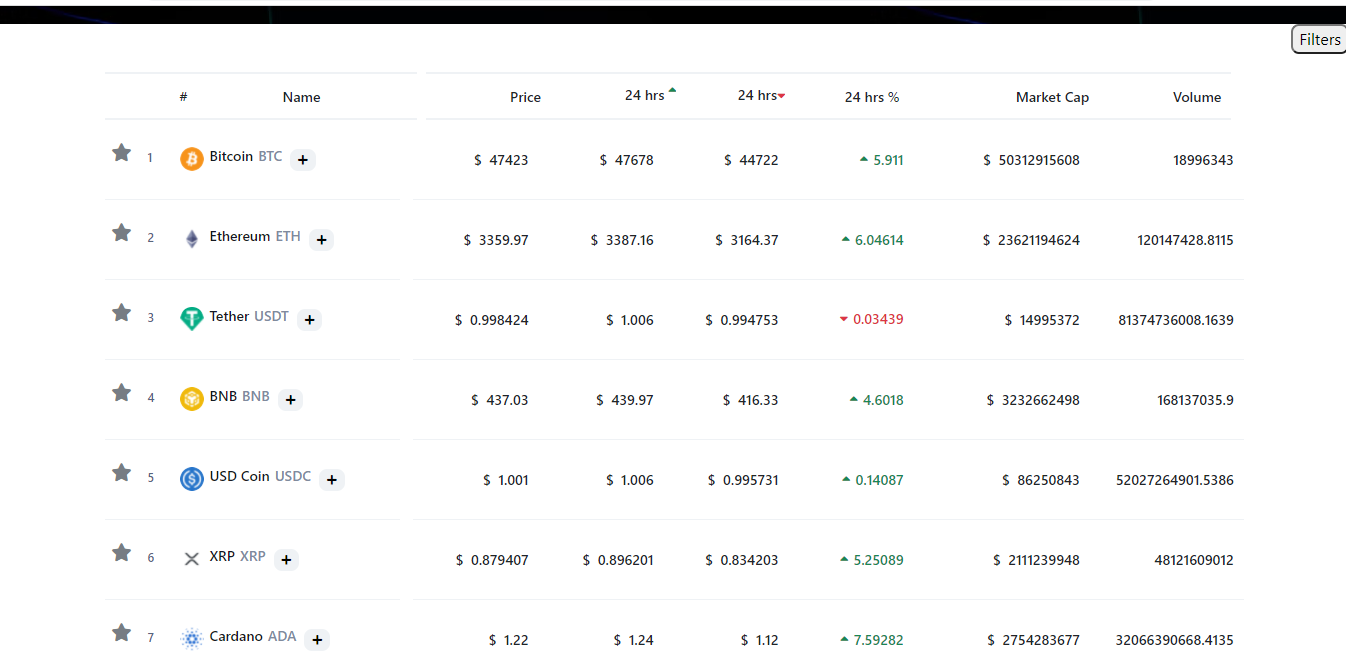 Filters
# Name Price 24 hrs 24 hrs 24 hrs % Market Cap Volume
1 Bitcoin BTC + $ 47423 $ 47678 $ 44722 5.911 $ 50312915608 18996343
2 Ethereum ETH + $ 3359.97 $ 3387.16 $ 3164.37 6.04614 $ 23621194624 120147428.8115
3 Tether USDT + $ 0.998424 $ 1.006 $ 0.994753 0.03439 $ 14995372 81374736008.1639
4 BNB BNB + $ 437.03 $ 439.97 $ 416.33 4.6018 $ 3232662498 168137035.9
5 USD Coin USDC + $ 1.001 $ 1.006 $ 0.995731 0.14087 $ 86250843 52027264901.5386
6 XRP XRP + $ 0.879407 $ 0.896201 $ 0.834203 5.25089 $ 2111239948 48121609012
7 Cardano ADA + $ 1.22 $ 1.24 $ 1.12 7.59282 $ 2754283677 32066390668.4135